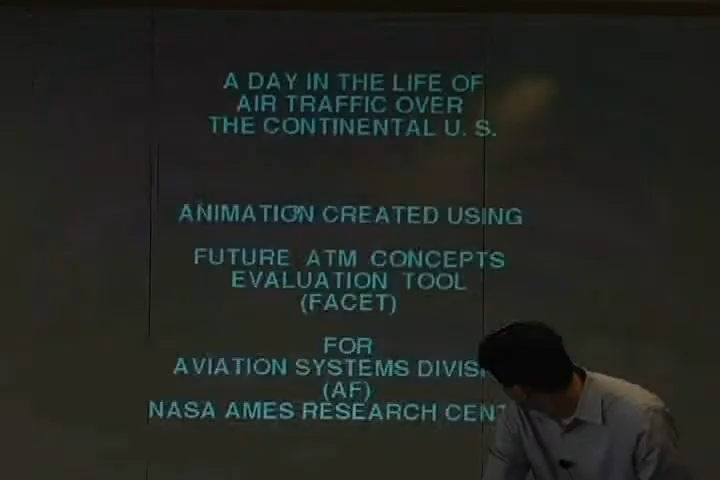 A DAY IN THE LIFE OF
AIR TRAFFIC OVER
THE CONTINENTAL U. S.
ANIMATION CREATED USING
FUTURE ATM CONCEPTS
EVALUATION TOOL
(FACET)
FOR
AVIATION SYSTEMS DIVIS
(AF)
NASA AMES RESEARCH CENT